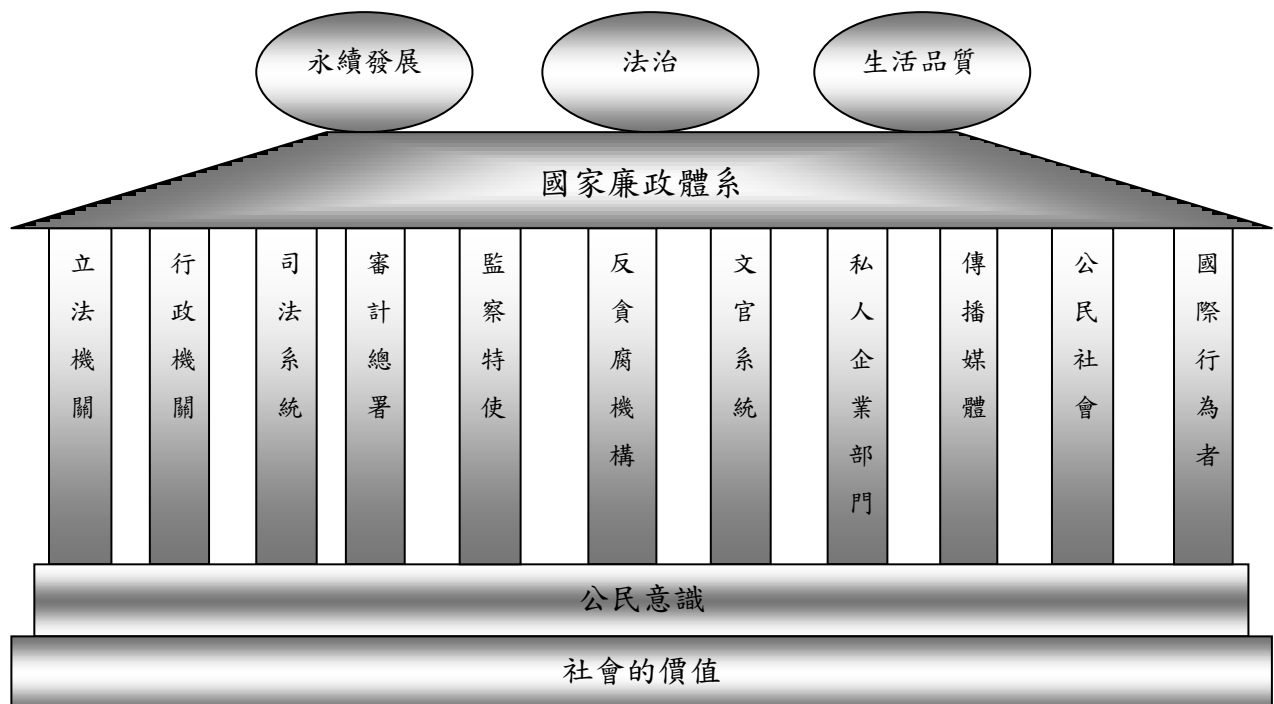 永續發展
法治
生活品質
國家廉政體系
立法機關
行政機關
司法系統
審計總署
監察特使
反貪腐機構
文官系統
私人企業部門
傳播媒體
公民社會
國際行為者
公民意識
社會的價值